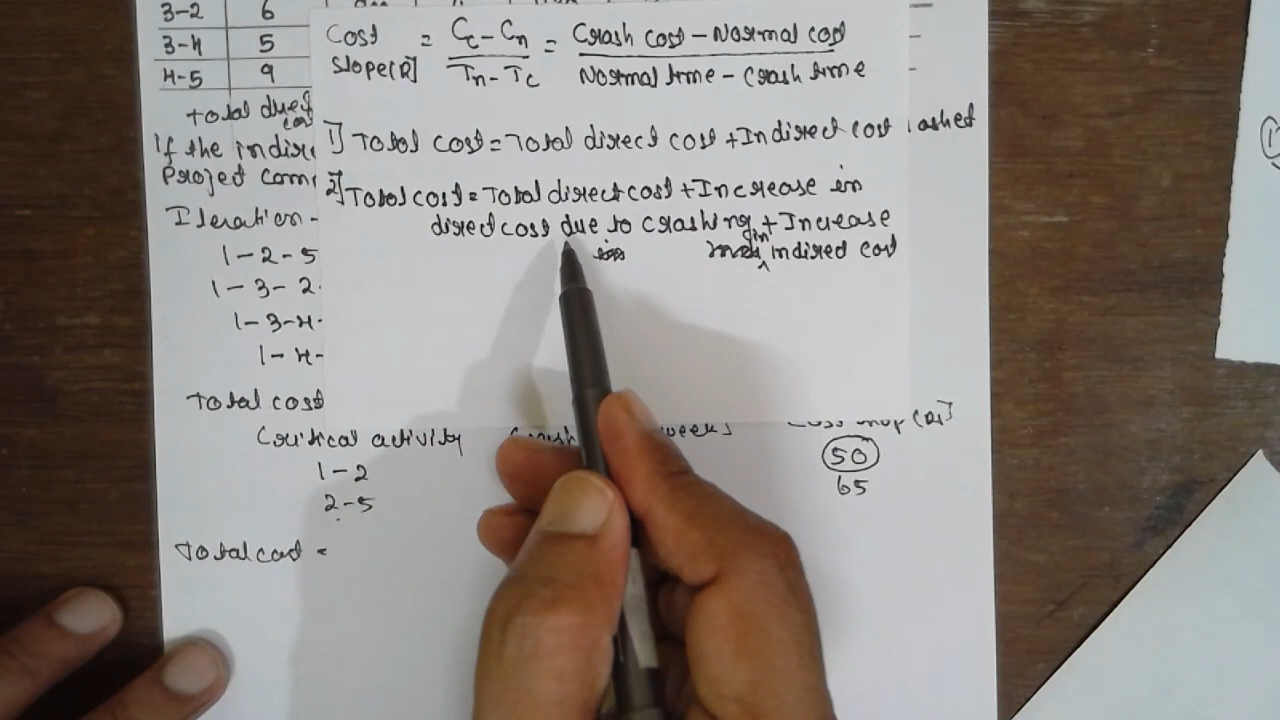 3-2 6
3-4 5
4-5 9
Cost slope[R] = Cc - Cn / Tn - Tc = Crash cost - Normal cost / Normal time - Crash time
Total
1] Total cost = Total direct cost + Indirect cost
If the indire
Project com
2] Total cost = Total direct cost + Increase in
direct cost due to crashing + Increase
in indirect cost
Iteration -
1-2-5
1-3-2
1-3-4-
1-4-
Total cost
Critical activity weeks
1-2 50
2-5 65
Total cost =